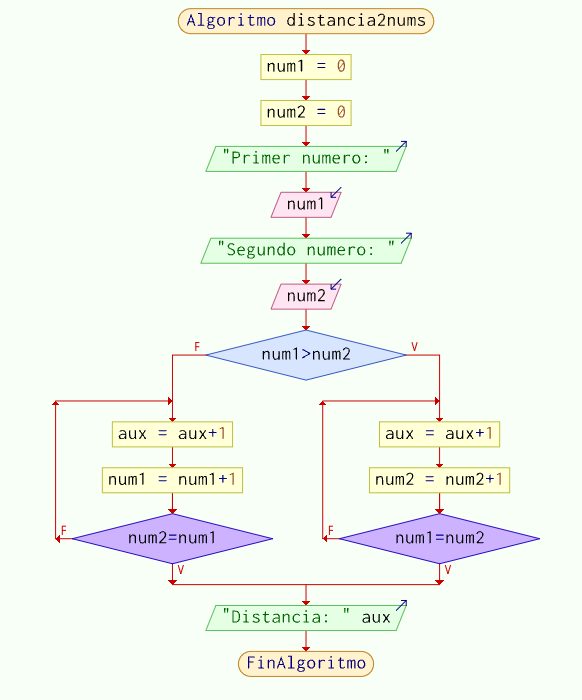 Algoritmo distancia2nums
num1 = 0
num2 = 0
"Primer numero: "
num1
"Segundo numero: "
num2
F num1>num2 V
aux = aux+1
num1 = num1+1
F num2=num1
V
aux = aux+1
num2 = num2+1
F num1=num2
V
"Distancia: " aux
FinAlgoritmo